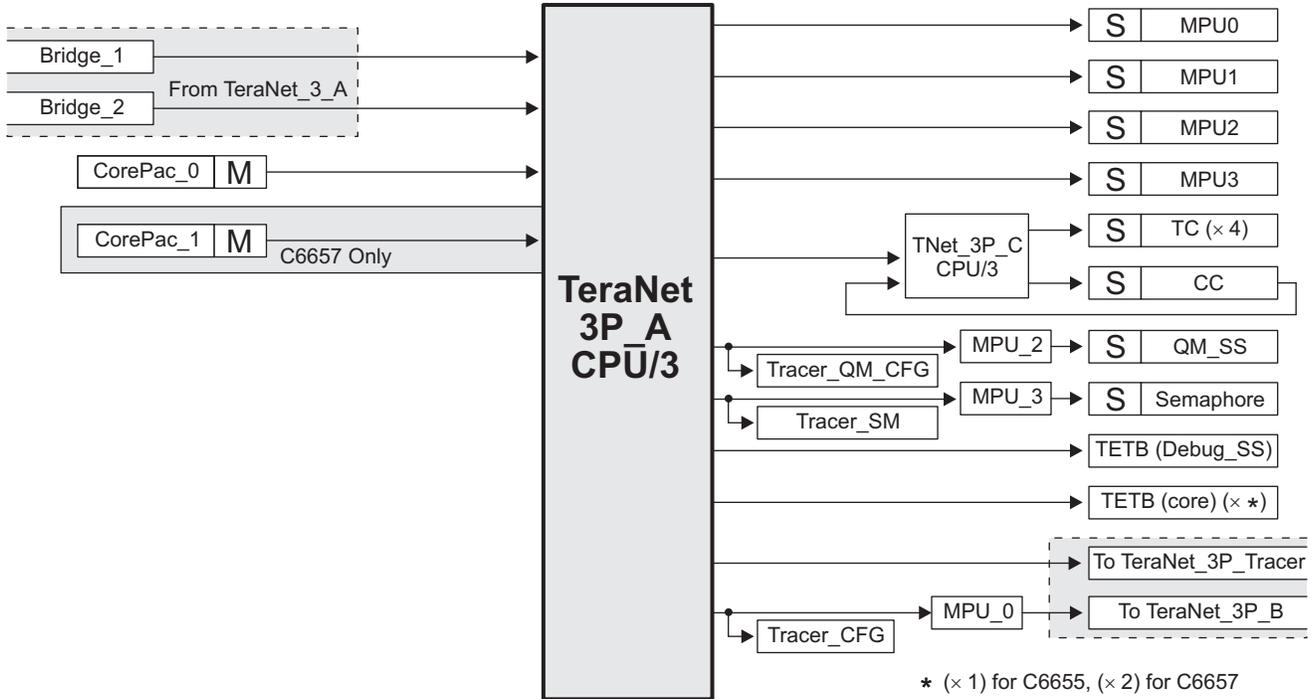 Bridge_1
From TeraNet_3_A
Bridge_2
CorePac_0 M
CorePac_1 M
C6657 Only
TeraNet
3P_A
CPU/3
S MPU0
S MPU1
S MPU2
S MPU3
TNet_3P_C
CPU/3
S TC (× 4)
S CC
MPU_2
S QM_SS
Tracer_QM_CFG
MPU_3
S Semaphore
Tracer_SM
TETB (Debug_SS)
TETB (core) (× *)
To TeraNet_3P_Tracer
MPU_0
To TeraNet_3P_B
Tracer_CFG
* (× 1) for C6655, (× 2) for C6657